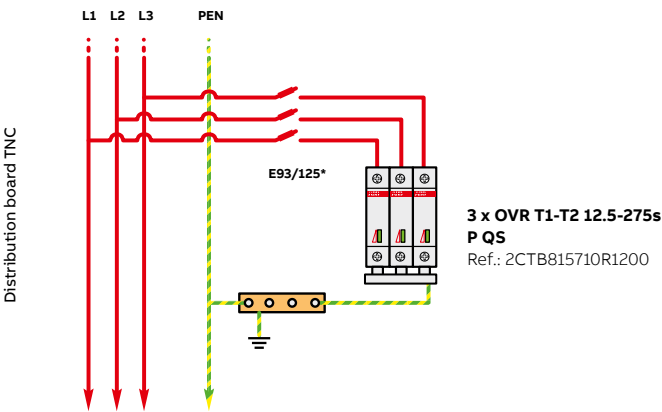 L1 L2 L3 PEN
Distribution board TNC
E93/125*
3 x OVR T1-T2 12.5-275s
P QS
Ref.: 2CTB815710R1200